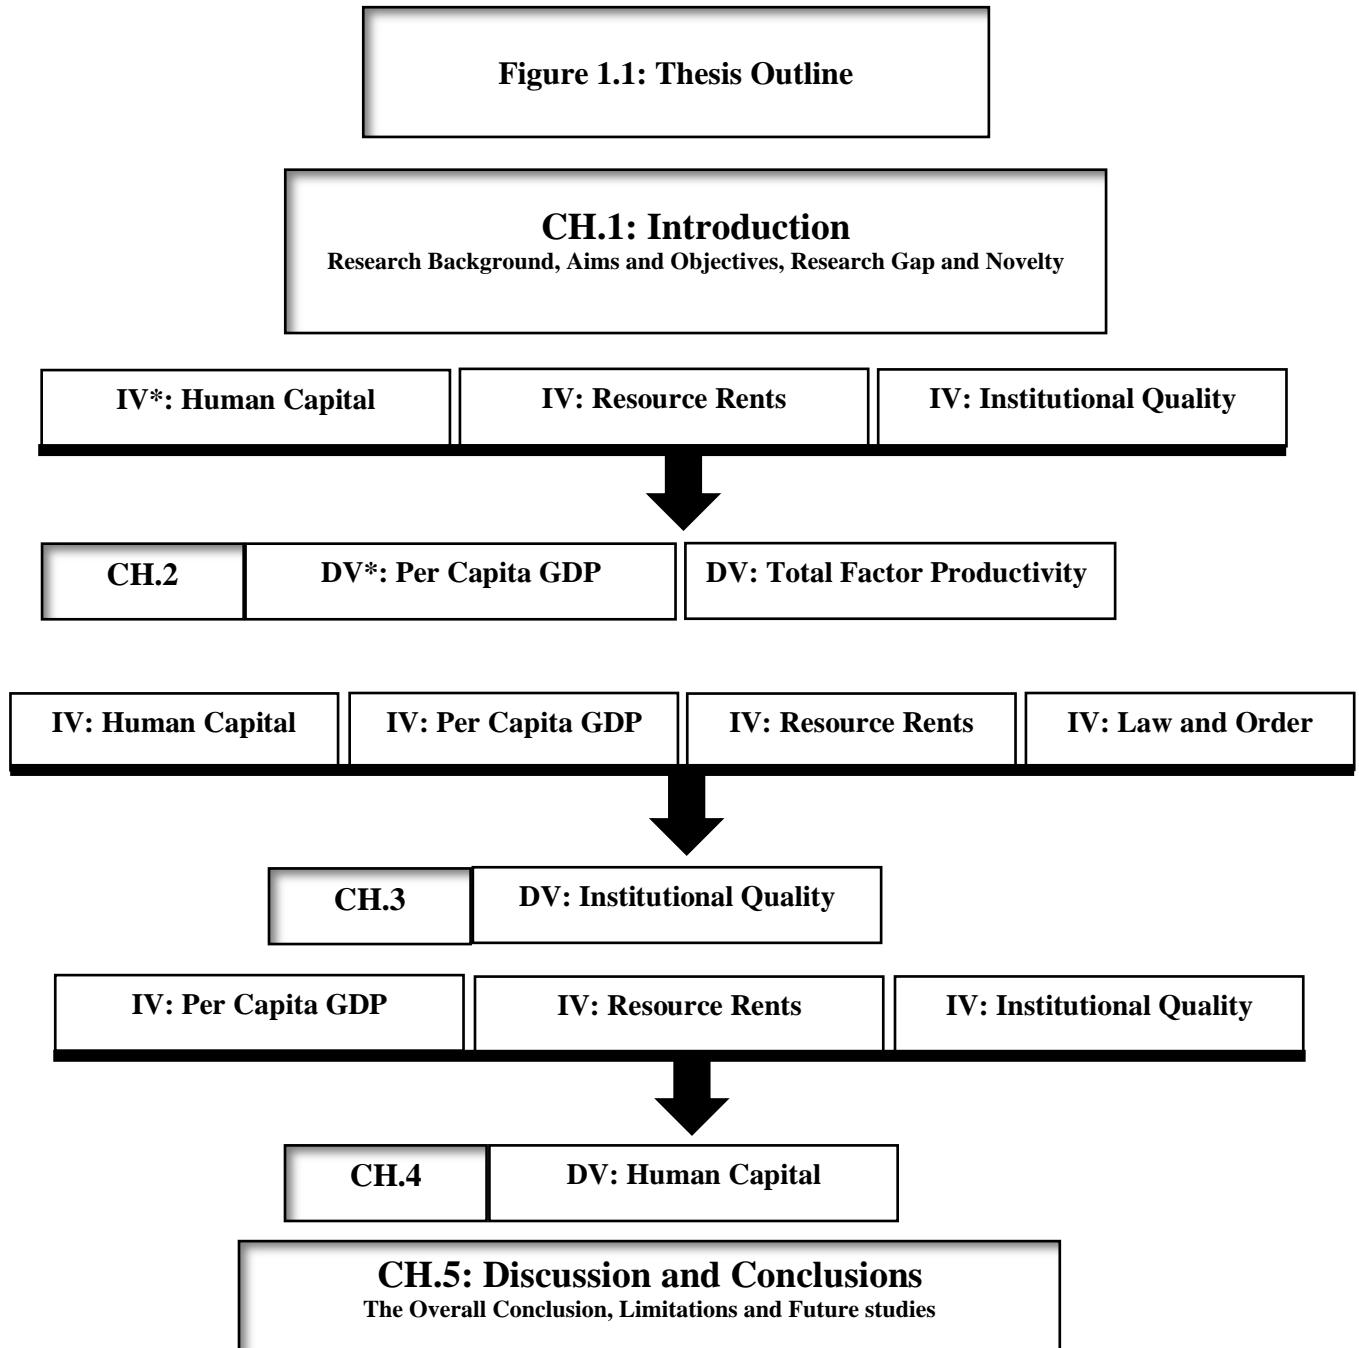 Figure 1.1: Thesis Outline
CH.1: Introduction
Research Background, Aims and Objectives, Research Gap and Novelty
IV*: Human Capital
IV: Resource Rents
IV: Institutional Quality
CH.2
DV*: Per Capita GDP
DV: Total Factor Productivity
IV: Human Capital
IV: Per Capita GDP
IV: Resource Rents
IV: Law and Order
CH.3
DV: Institutional Quality
IV: Per Capita GDP
IV: Resource Rents
IV: Institutional Quality
CH.4
DV: Human Capital
CH.5: Discussion and Conclusions
The Overall Conclusion, Limitations and Future studies